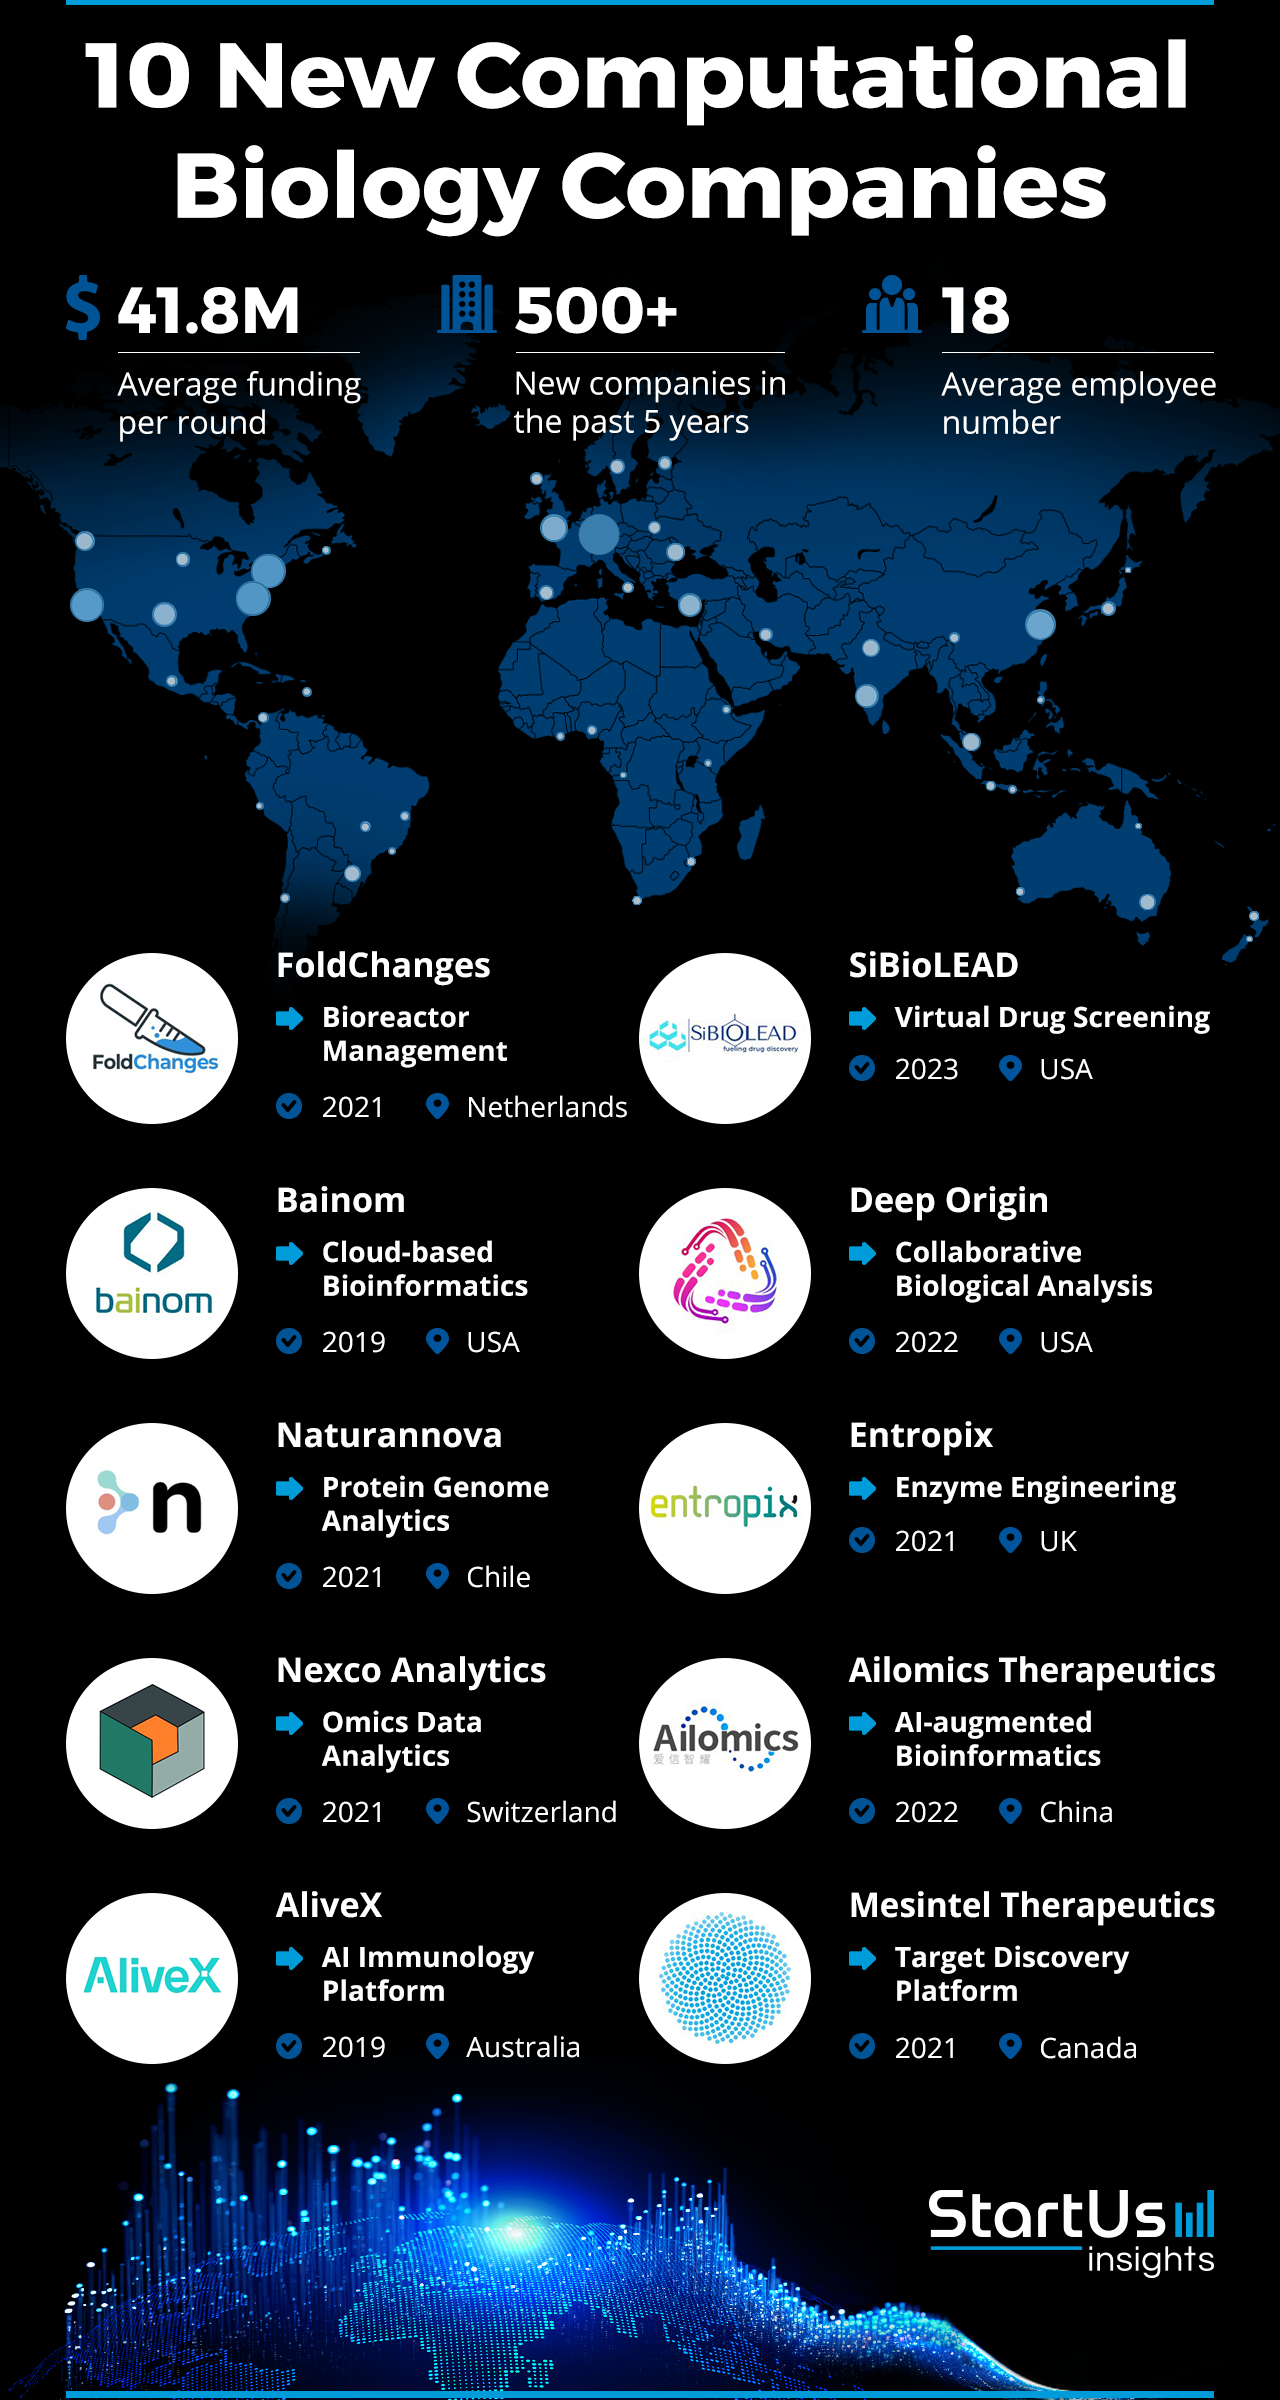 10 New Computational
Biology Companies
$ 41.8M
Average funding
per round
500+
New companies in
the past 5 years
18
Average employee
number
FoldChanges
FoldChanges
Bioreactor
Management
2021
Netherlands
SiBIOLEAD
fueling drug discovery
SiBioLEAD
Virtual Drug Screening
2023
USA
bainom
Bainom
Cloud-based
Bioinformatics
2019
USA
Deep Origin
Collaborative
Biological Analysis
2022
USA
n
Naturannova
Protein Genome
Analytics
2021
Chile
entropix
Entropix
Enzyme Engineering
2021
UK
Nexco Analytics
Omics Data
Analytics
2021
Switzerland
Ailomics
爱信智耀
Ailomics Therapeutics
AI-augmented
Bioinformatics
2022
China
AliveX
AliveX
AI Immunology
Platform
2019
Australia
Mesintel Therapeutics
Target Discovery
Platform
2021
Canada
StartUs
insights